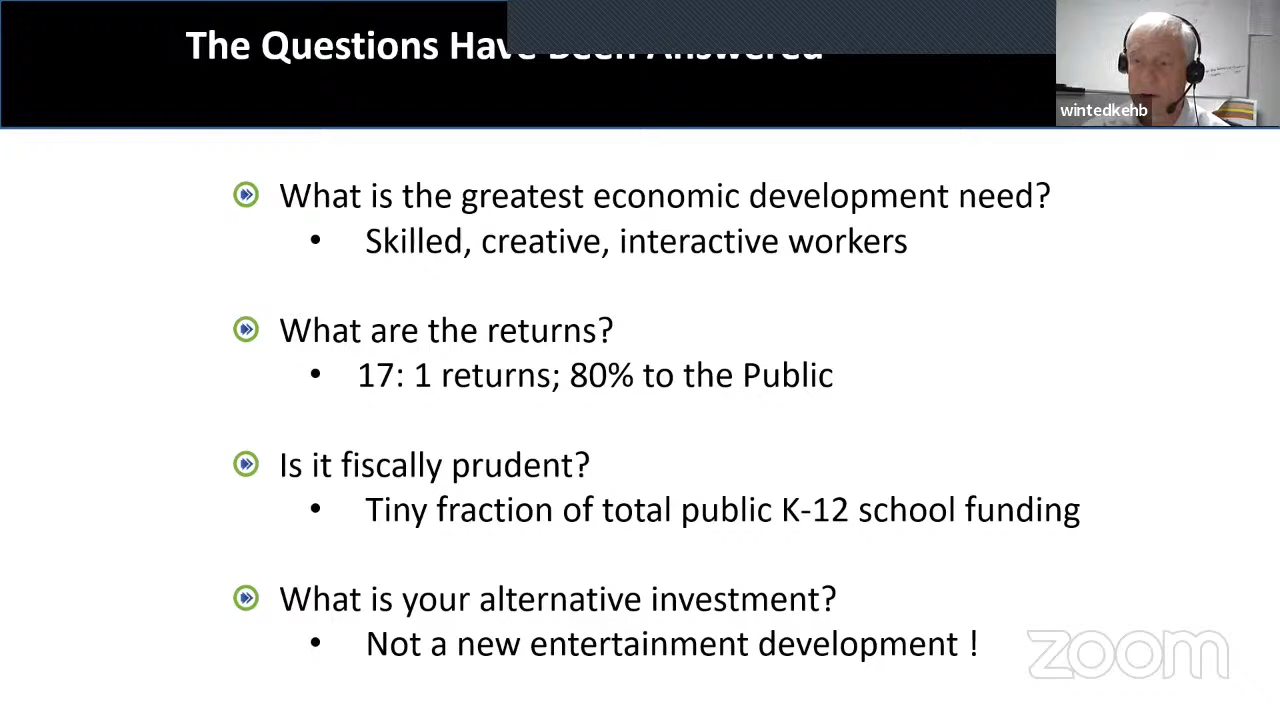 The Questions Have Been Answered
wintedkehb
What is the greatest economic development need?
• Skilled, creative, interactive workers
What are the returns?
• 17: 1 returns; 80% to the Public
Is it fiscally prudent?
• Tiny fraction of total public K-12 school funding
What is your alternative investment?
• Not a new entertainment development !
zoom